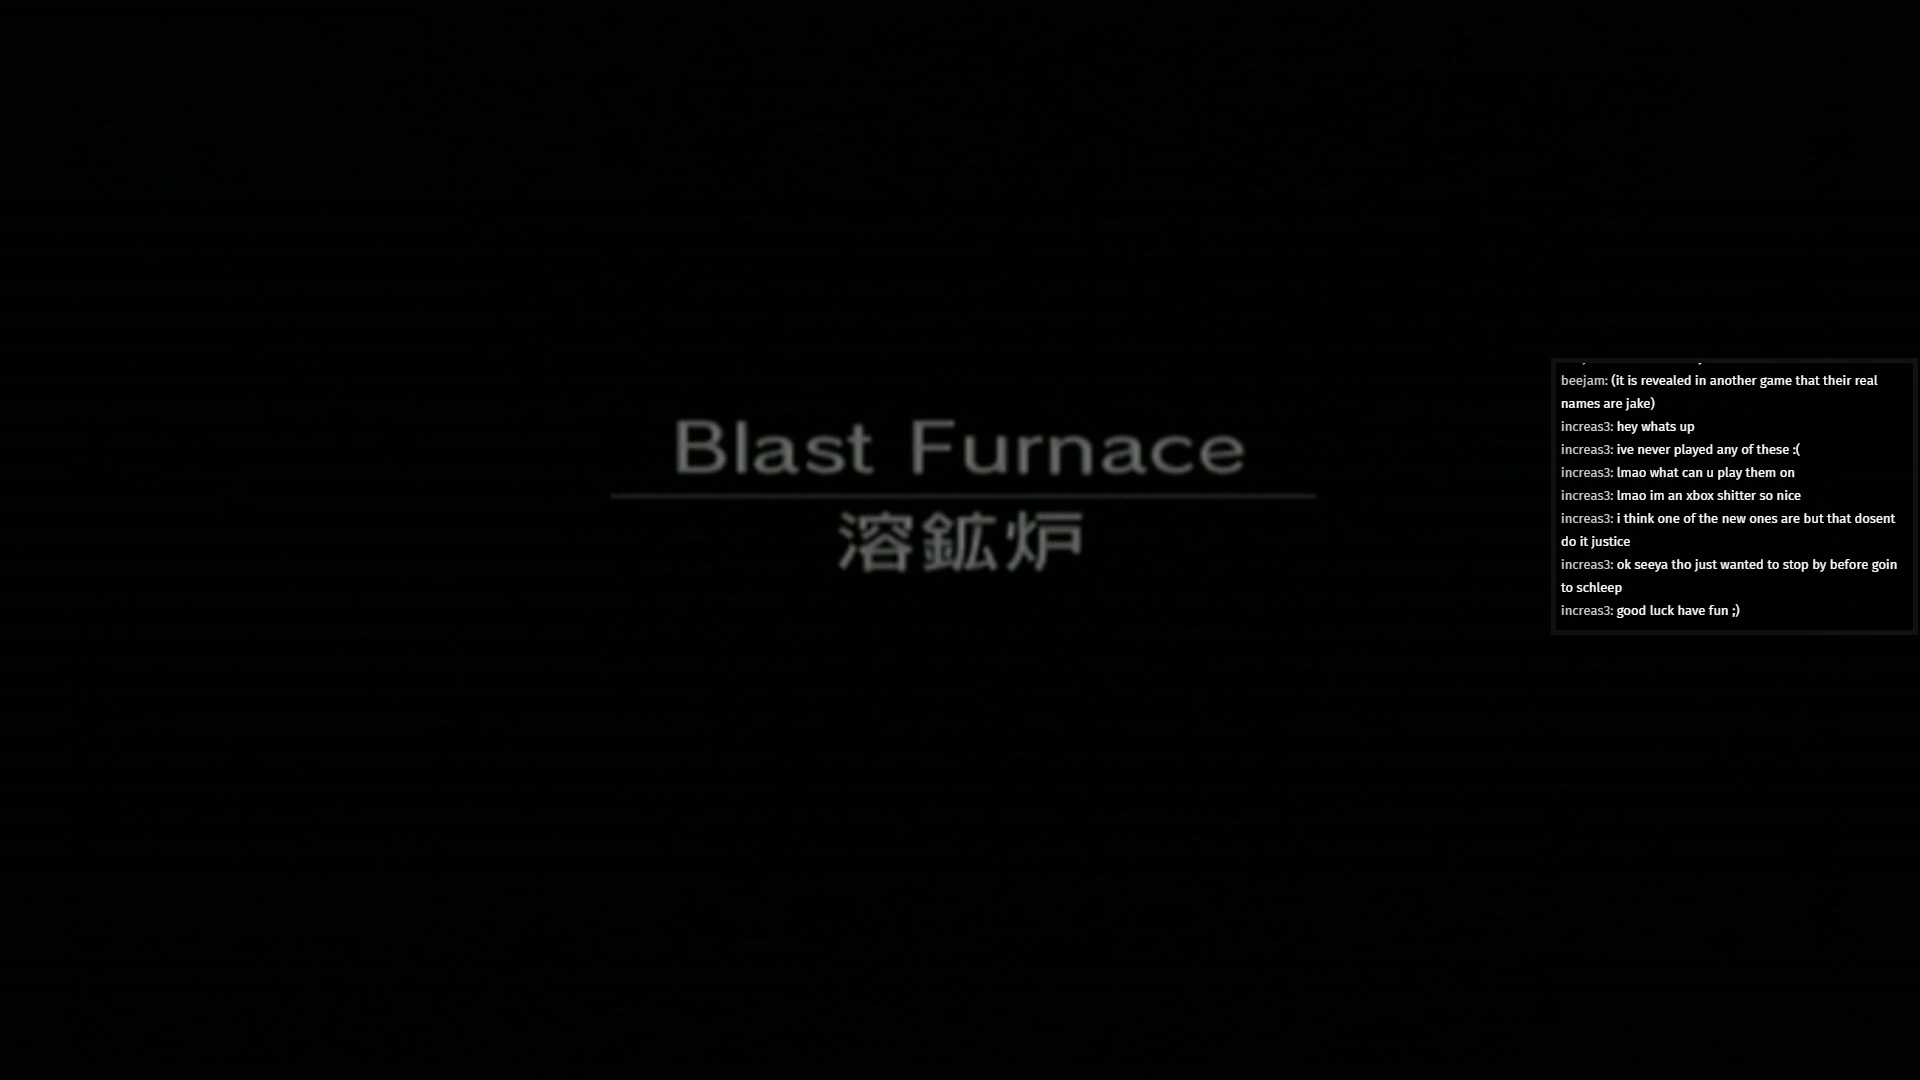 Blast Furnace
溶鉱炉
beejam: (it is revealed in another game that their real
names are jake)
increas3: hey whats up
increas3: ive never played any of these :(
increas3: lmao what can u play them on
increas3: lmao im an xbox shitter so nice
increas3: i think one of the new ones are but that dosent
do it justice
increas3: ok seeya tho just wanted to stop by before goin
to schleep
increas3: good luck have fun ;)